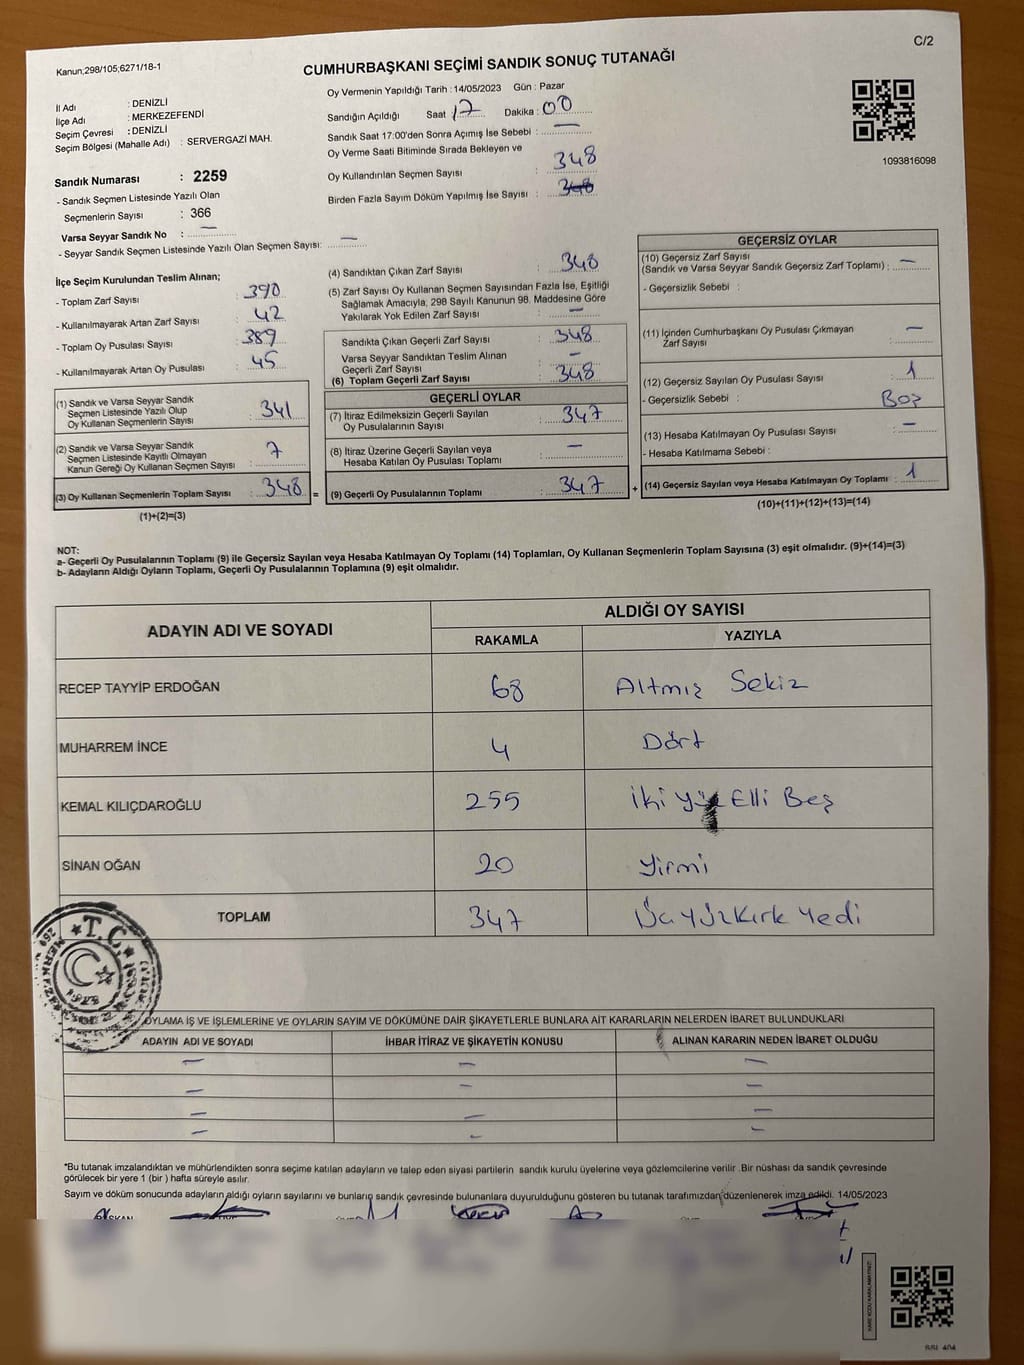 C/2
Kanun;298/105;6271/18-1
CUMHURBAŞKANI SEÇİMİ SANDIK SONUÇ TUTANAĞI
İl Adı : DENİZLİ
İlçe Adı : MERKEZEFENDİ
Seçim Çevresi : DENİZLİ
Seçim Bölgesi (Mahalle Adı) : SERVERGAZİ MAH.
Oy Vermenin Yapıldığı Tarih : 14/05/2023 Gün : Pazar
Sandığın Açıldığı Saat : 17 Dakika : 00
Sandık Saat 17:00'den Sonra Açılmış İse Sebebi : —
Oy Verme Saati Bitiminde Sırada Bekleyen ve
Oy Kullandırılan Seçmen Sayısı : 348
Birden Fazla Sayım Döküm Yapılmış İse Sayısı : 348
1093816098
Sandık Numarası : 2259
- Sandık Seçmen Listesinde Yazılı Olan
Seçmenlerin Sayısı : 366
Varsa Seyyar Sandık No : —
- Seyyar Sandık Seçmen Listesinde Yazılı Olan Seçmen Sayısı: —
İlçe Seçim Kurulundan Teslim Alınan;
- Toplam Zarf Sayısı : 390
- Kullanılmayarak Artan Zarf Sayısı : 42
- Toplam Oy Pusulası Sayısı : 389
- Kullanılmayarak Artan Oy Pusulası : 45
(1) Sandık ve Varsa Seyyar Sandık
Seçmen Listesinde Yazılı Olup
Oy Kullanan Seçmenlerin Sayısı : 341
(2) Sandık ve Varsa Seyyar Sandık
Seçmen Listesinde Kayıtlı Olmayan
Kanun Gereği Oy Kullanan Seçmen Sayısı : 7
(3) Oy Kullanan Seçmenlerin Toplam Sayısı : 348 =
(1)+(2)=(3)
(4) Sandıktan Çıkan Zarf Sayısı : 348
(5) Zarf Sayısı Oy Kullanan Seçmen Sayısından Fazla İse, Eşitliği
Sağlamak Amacıyla, 298 Sayılı Kanunun 98. Maddesine Göre
Yakılarak Yok Edilen Zarf Sayısı : —
Sandıkta Çıkan Geçerli Zarf Sayısı : 348
Varsa Seyyar Sandıktan Teslim Alınan
Geçerli Zarf Sayısı : —
(6) Toplam Geçerli Zarf Sayısı : 348
GEÇERLİ OYLAR
(7) İtiraz Edilmeksizin Geçerli Sayılan
Oy Pusulalarının Sayısı : 347
(8) İtiraz Üzerine Geçerli Sayılan veya
Hesaba Katılan Oy Pusulası Toplamı : —
(9) Geçerli Oy Pusulalarının Toplamı : 347 +
GEÇERSİZ OYLAR
(10) Geçersiz Zarf Sayısı
(Sandık ve Varsa Seyyar Sandık Geçersiz Zarf Toplamı) : —
- Geçersizlik Sebebi :
(11) İçinden Cumhurbaşkanı Oy Pusulası Çıkmayan
Zarf Sayısı : —
(12) Geçersiz Sayılan Oy Pusulası Sayısı : 1
- Geçersizlik Sebebi : Boş
(13) Hesaba Katılmayan Oy Pusulası Sayısı : —
- Hesaba Katılmama Sebebi :
(14) Geçersiz Sayılan veya Hesaba Katılmayan Oy Toplamı : 1
(10)+(11)+(12)+(13)=(14)
NOT:
a- Geçerli Oy Pusulalarının Toplamı (9) ile Geçersiz Sayılan veya Hesaba Katılmayan Oy Toplamı (14) Toplamları, Oy Kullanan Seçmenlerin Toplam Sayısına (3) eşit olmalıdır. (9)+(14)=(3)
b- Adayların Aldığı Oyların Toplamı, Geçerli Oy Pusulalarının Toplamına (9) eşit olmalıdır.
ADAYIN ADI VE SOYADI
ALDIĞI OY SAYISI
RAKAMLA YAZIYLA
RECEP TAYYİP ERDOĞAN 68 Altmış Sekiz
MUHARREM İNCE 4 Dört
KEMAL KILIÇDAROĞLU 255 İki yüz Elli Beş
SİNAN OĞAN 20 Yirmi
TOPLAM 347 Üç yüz Kırk Yedi
T.C.
OYLAMA İŞ VE İŞLEMLERİNE VE OYLARIN SAYIM VE DÖKÜMÜNE DAİR ŞİKAYETLERLE BUNLARA AİT KARARLARIN NELERDEN İBARET BULUNDUKLARI
ADAYIN ADI VE SOYADI İHBAR İTİRAZ VE ŞİKAYETİN KONUSU ALINAN KARARIN NEDEN İBARET OLDUĞU
— — —
— — —
— — —
— — —
*Bu tutanak imzalandıktan ve mühürlendikten sonra seçime katılan adayların ve talep eden siyasi partilerin sandık kurulu üyelerine veya gözlemcilerine verilir. Bir nüshası da sandık çevresinde
görülecek bir yere 1 (bir ) hafta süreyle asılır.
Sayım ve döküm sonucunda adayların aldığı oyların sayılarını ve bunların sandık çevresinde bulunanlara duyurulduğunu gösteren bu tutanak tarafımızdan düzenlenerek imza edildi. 14/05/2023